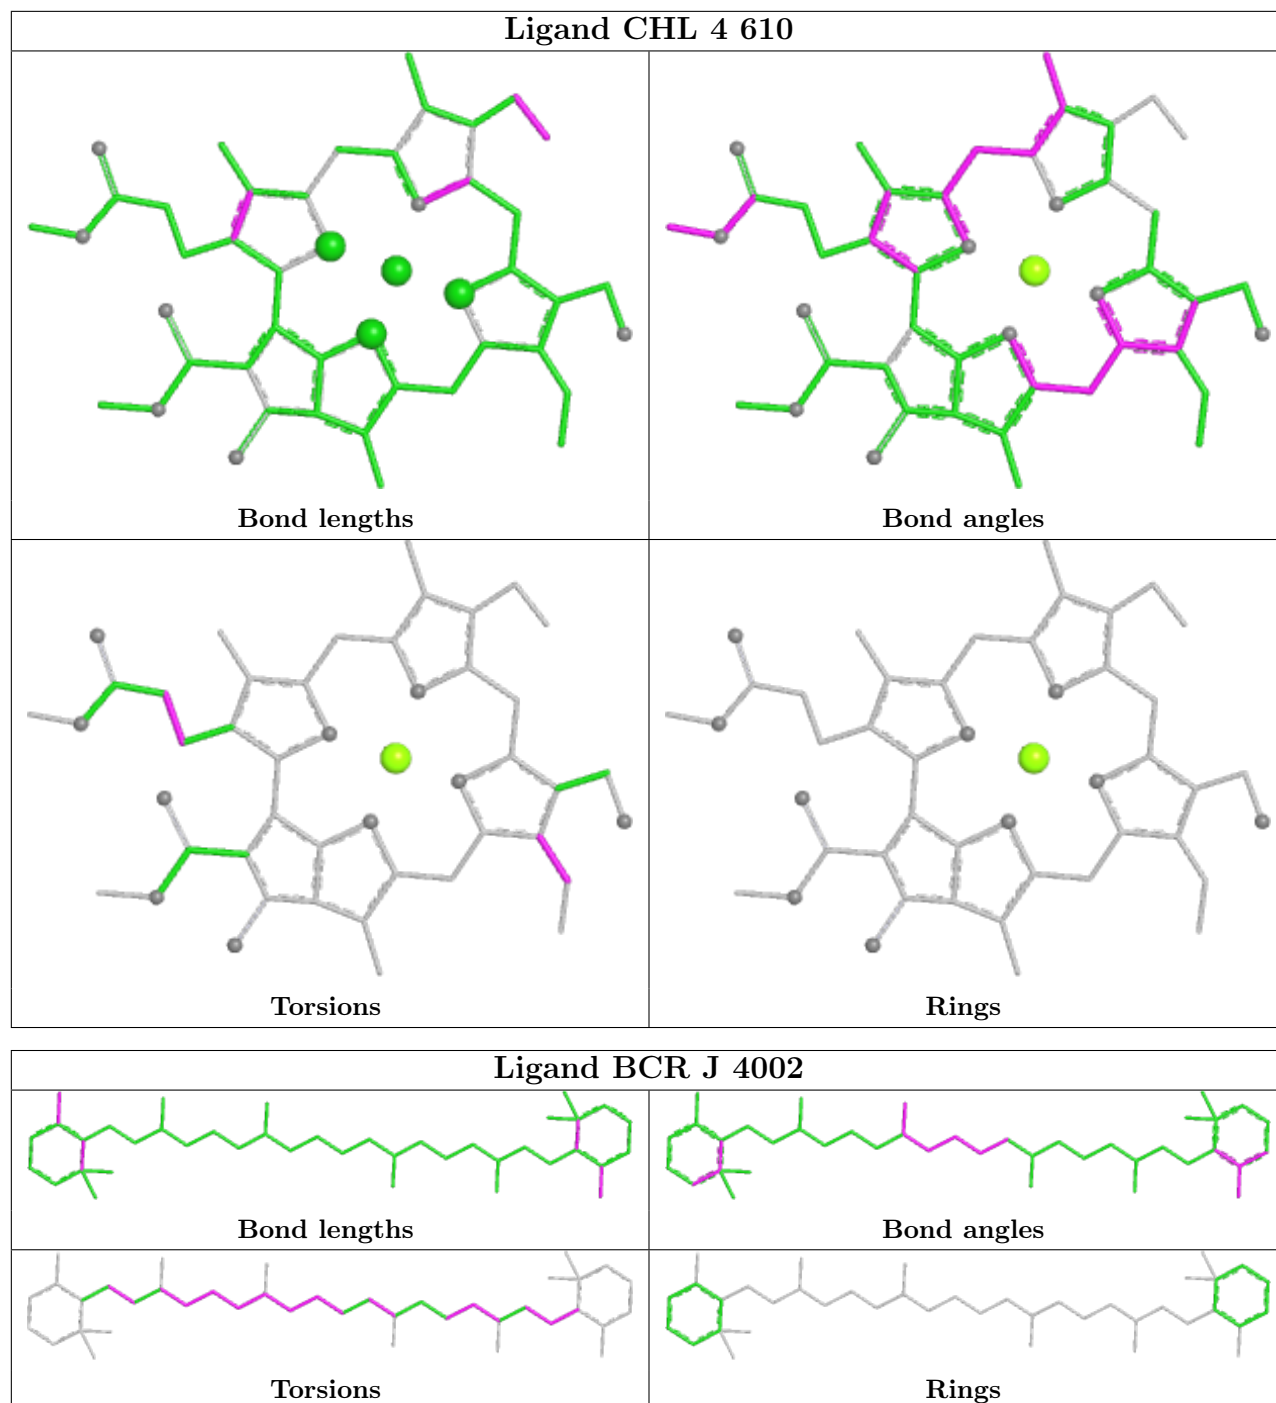 Ligand CHL 4 610
Bond lengths
Bond angles
Torsions
Rings
Ligand BCR J 4002
Bond lengths
Bond angles
Torsions
Rings